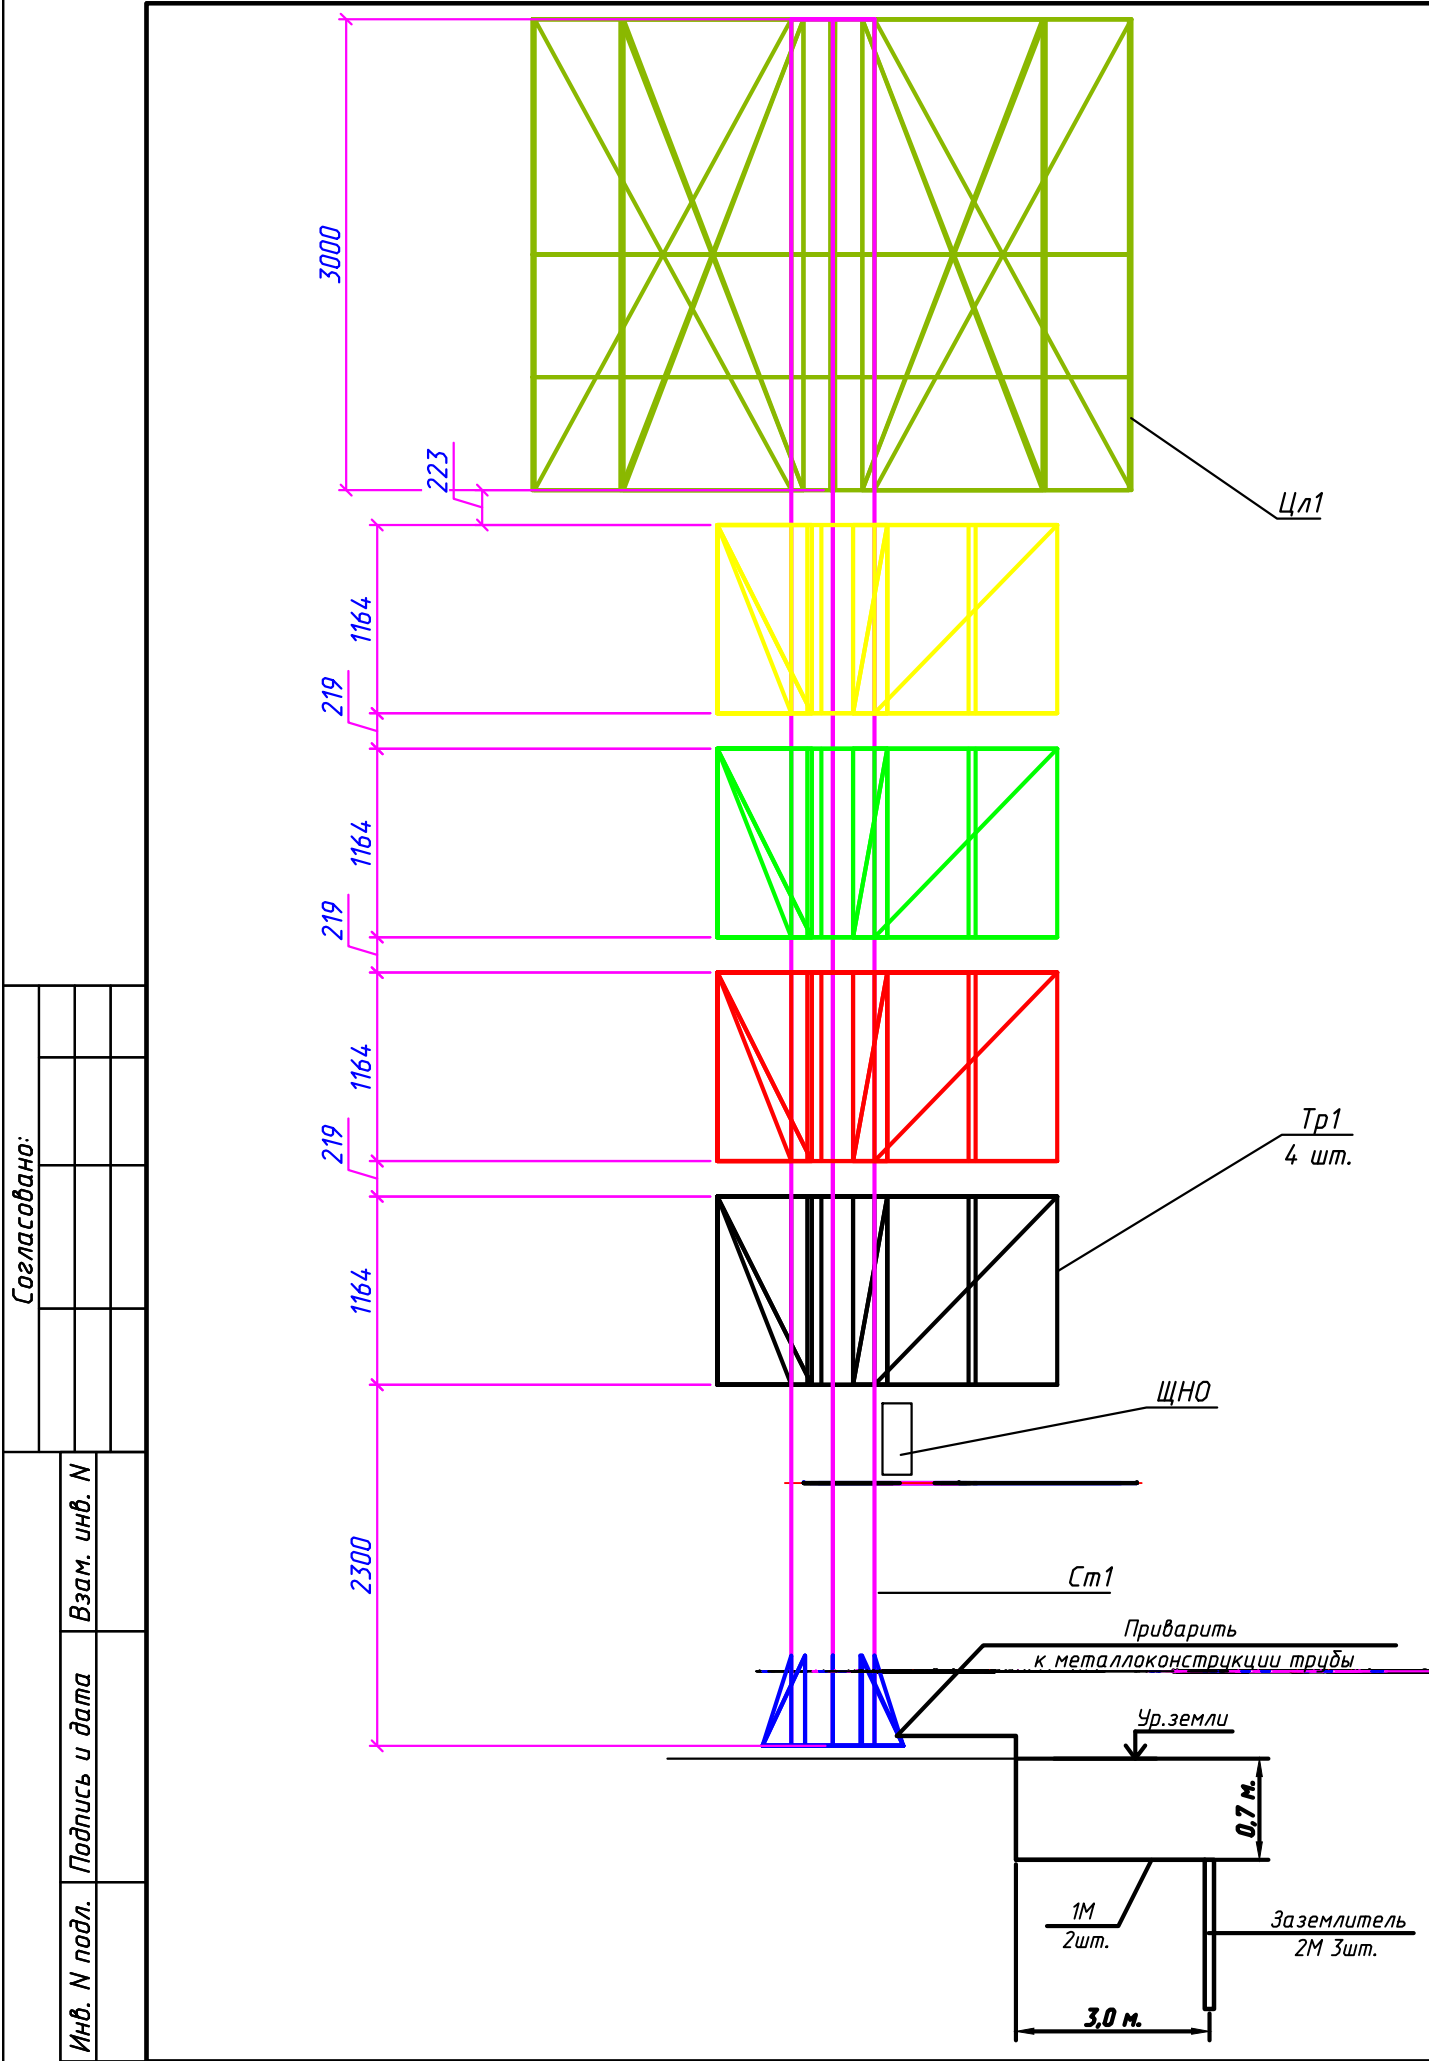 3000
223
Цл1
1164
219
1164
219
1164
219
Тр1
4 шт.
1164
ЩНО
2300
Ст1
Приварить
к металлоконструкции трубы
Ур.земли
0,7 м.
1М
2шт.
Заземлитель
2М 3шт.
3,0 м.
Согласовано:
Взам. инв. N
Подпись и дата
Инв. N подл.